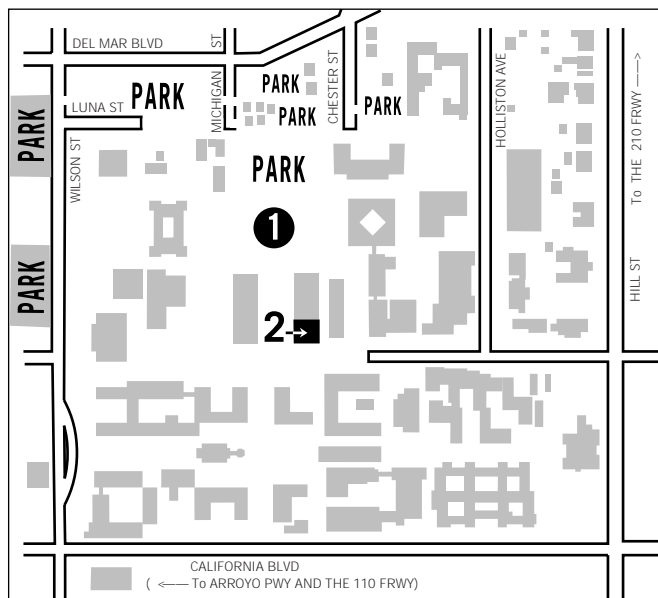 DEL MAR BLVD
MICHIGAN ST
CHESTER ST
HOLLISTON AVE
To THE 210 FRWY ——>
PARK
LUNA ST
PARK
PARK
PARK
PARK
WILSON ST
PARK
1
PARK
HILL ST
2
CALIFORNIA BLVD
( <—— To ARROYO PWY AND THE 110 FRWY)